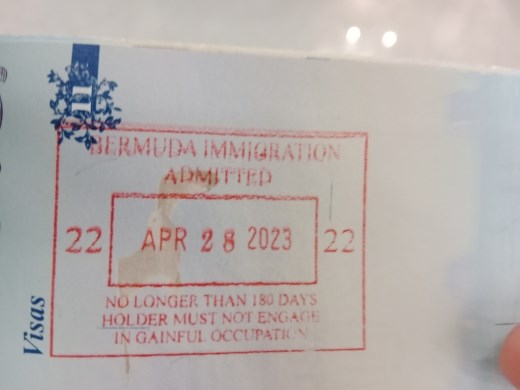 11
BERMUDA IMMIGRATION
ADMITTED
22 APR 28 2023 22
NO LONGER THAN 180 DAYS
HOLDER MUST NOT ENGAGE
IN GAINFUL OCCUPATION
Visas